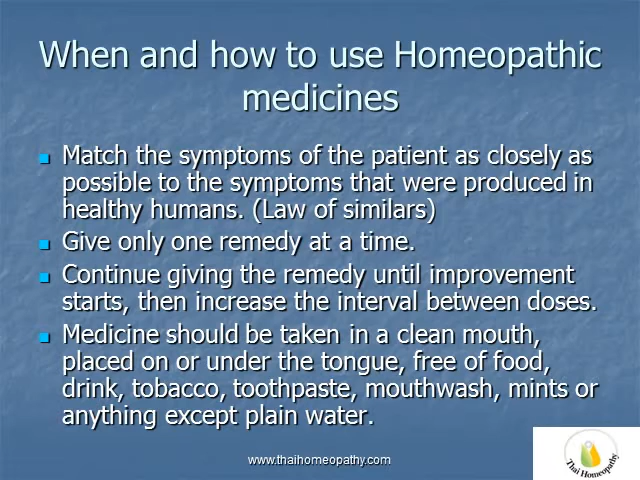 When and how to use Homeopathic
medicines
Match the symptoms of the patient as closely as
possible to the symptoms that were produced in
healthy humans. (Law of similars)
Give only one remedy at a time.
Continue giving the remedy until improvement
starts, then increase the interval between doses.
Medicine should be taken in a clean mouth,
placed on or under the tongue, free of food,
drink, tobacco, toothpaste, mouthwash, mints or
anything except plain water.
www.thaihomeopathy.com
Thai Homeopathy